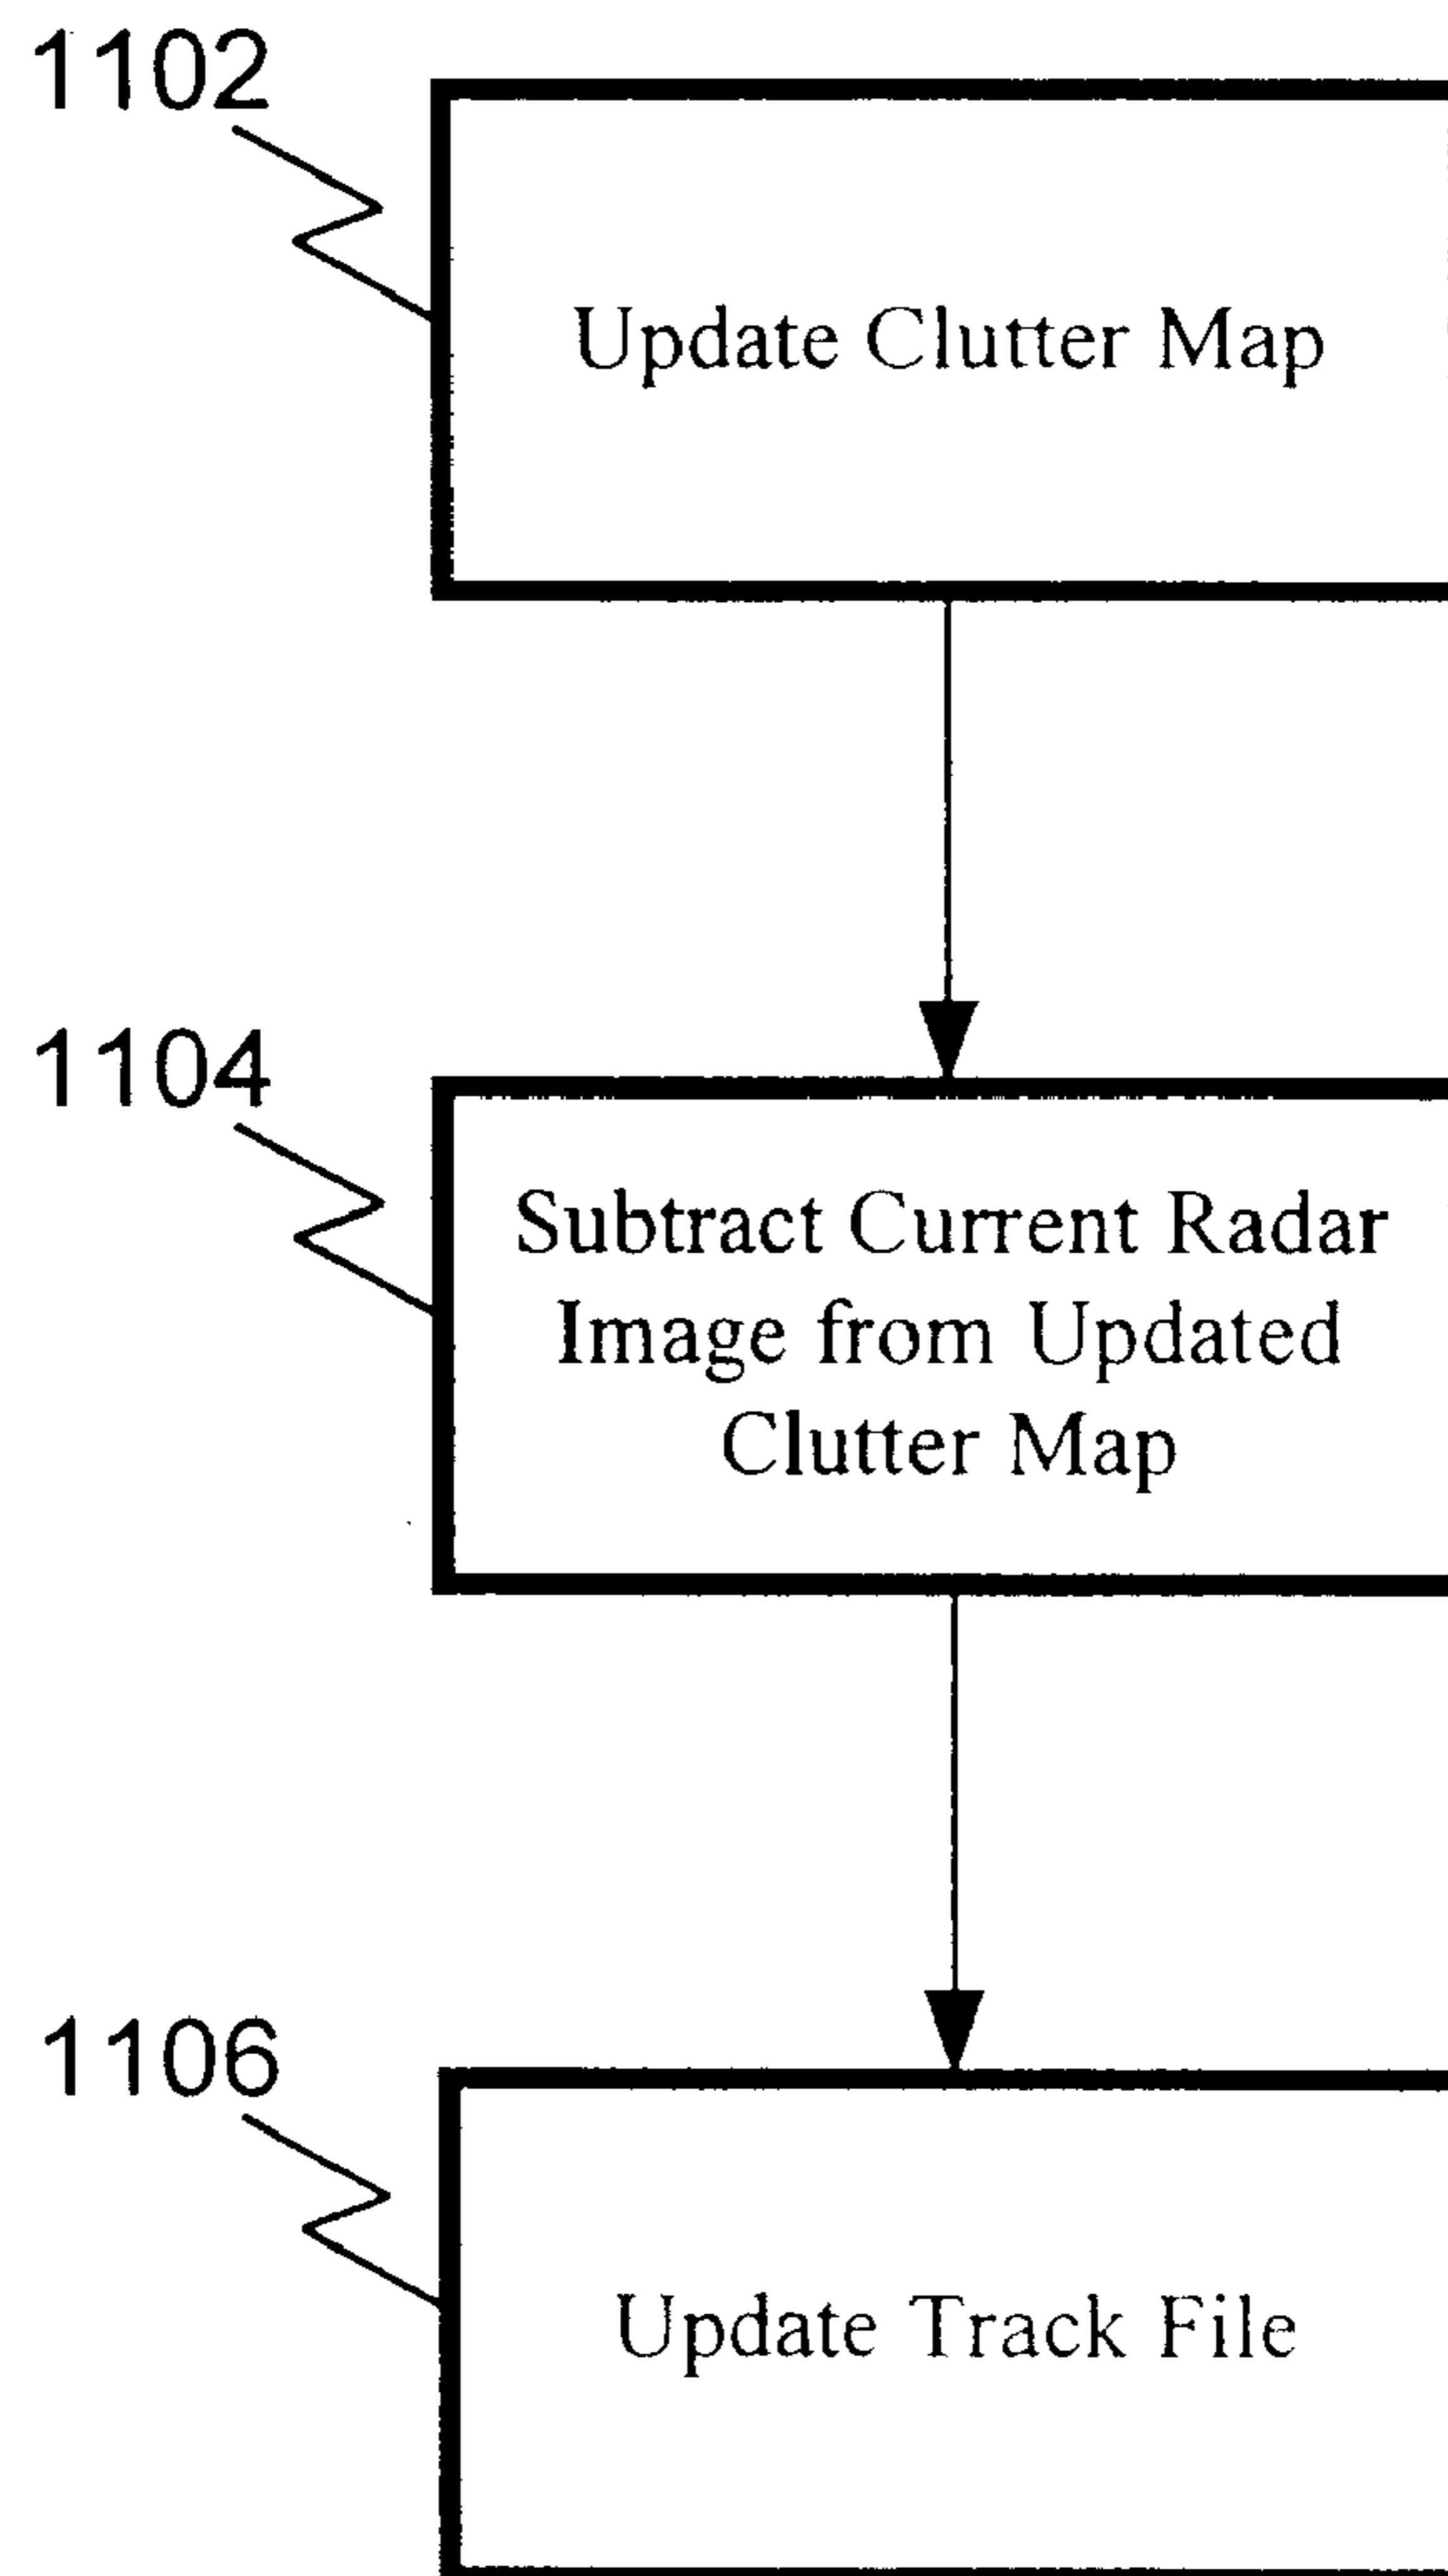 1102
Update Clutter Map
1104
Subtract Current Radar
Image from Updated
Clutter Map
1106
Update Track File